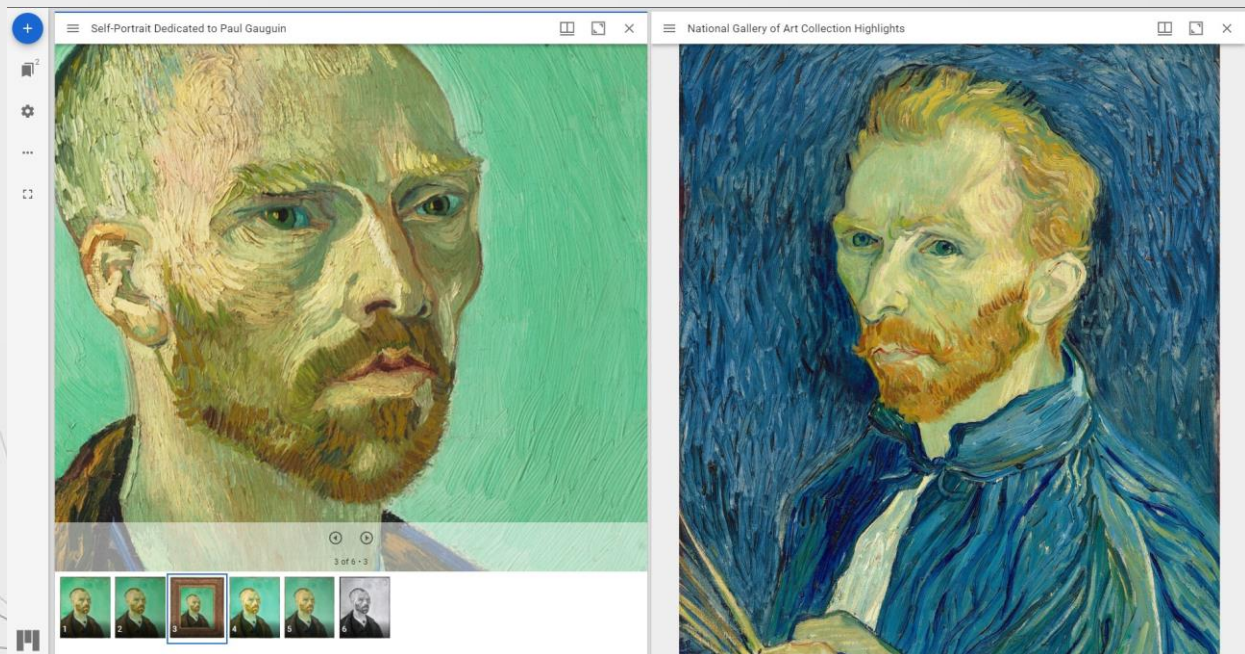 Self-Portrait Dedicated to Paul Gauguin
National Gallery of Art Collection Highlights
2
3 of 6 • 3
1
2
3
4
5
6